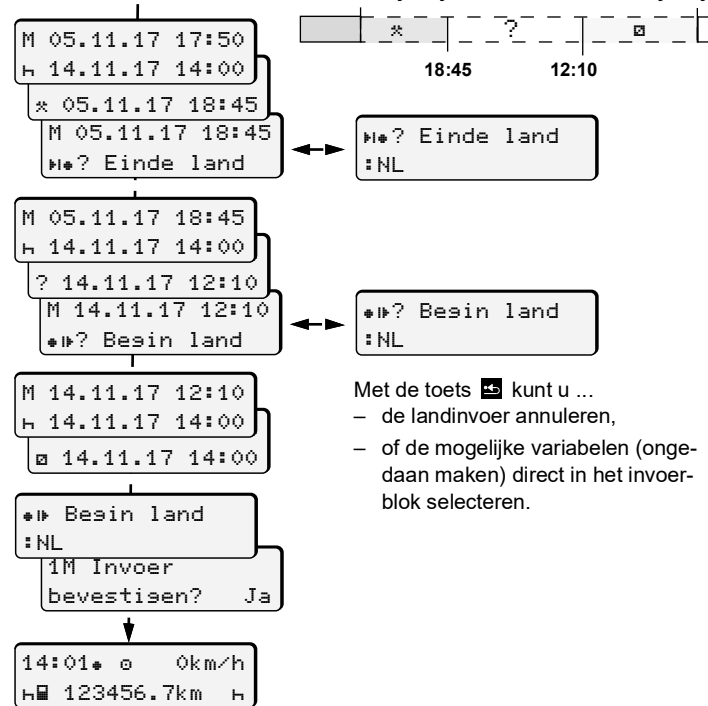 M 05.11.17 17:50
14.11.17 14:00
05.11.17 18:45
M 05.11.17 18:45
? Einde land
? Einde land
:NL
?
18:45 12:10
M 05.11.17 18:45
14.11.17 14:00
? 14.11.17 12:10
M 14.11.17 12:10
? Begin land
? Begin land
:NL
M 14.11.17 12:10
14.11.17 14:00
14.11.17 14:00
Met de toets kunt u ...
– de landinvoer annuleren,
– of de mogelijke variabelen (onge-
daan maken) direct in het invoer-
blok selecteren.
Begin land
:NL
1M Invoer
bevestigen? Ja
14:01 0km/h
123456.7km